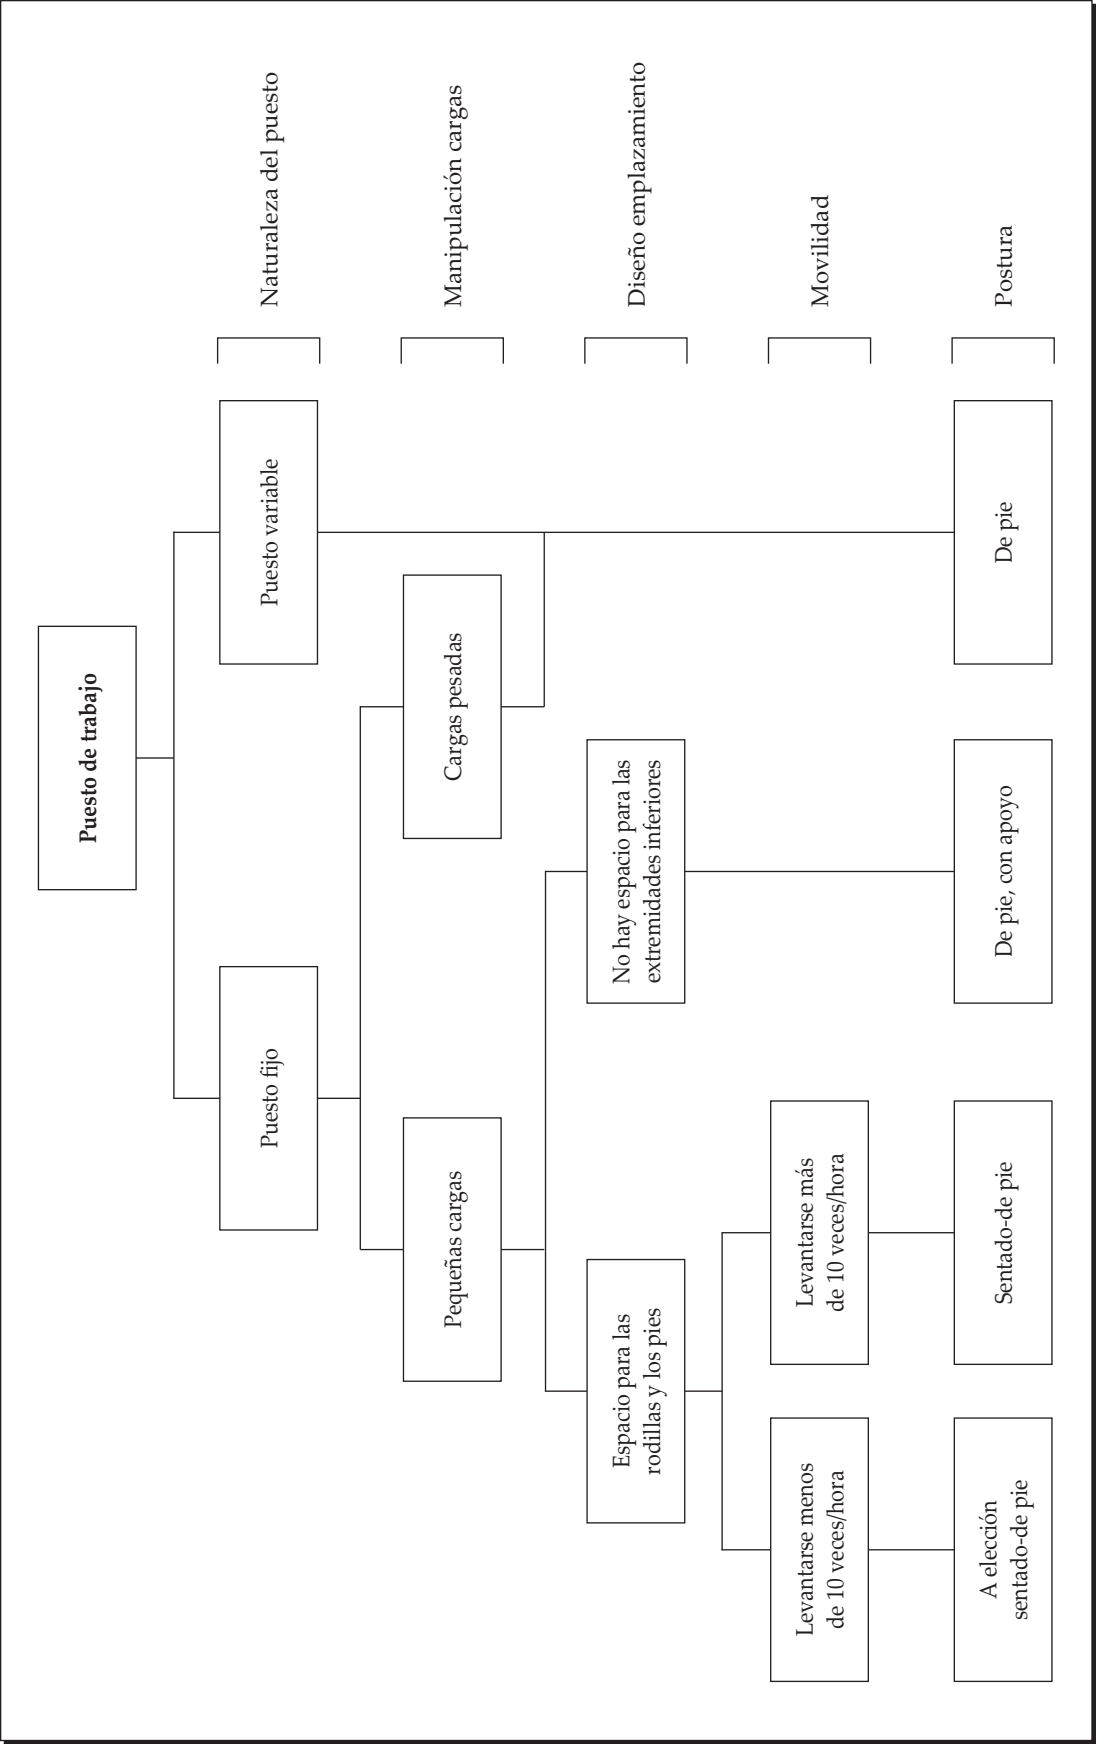 Puesto de trabajo
Puesto fijo
Puesto variable
Naturaleza del puesto
Pequeñas cargas
Cargas pesadas
Manipulación cargas
Espacio para las
rodillas y los pies
No hay espacio para las
extremidades inferiores
Diseño emplazamiento
Levantarse menos
de 10 veces/hora
Levantarse más
de 10 veces/hora
Movilidad
A elección
sentado-de pie
Sentado-de pie
De pie, con apoyo
De pie
Postura